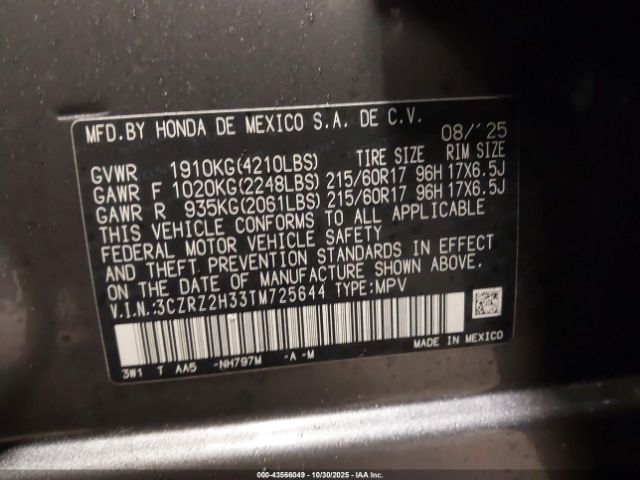 MFD.BY HONDA DE MEXICO S.A. DE C.V. 08/'25
GVWR 1910KG(4210LBS) TIRE SIZE RIM SIZE
GAWR F 1020KG(2248LBS) 215/60R17 96H 17X6.5J
GAWR R 935KG(2061LBS) 215/60R17 96H 17X6.5J
THIS VEHICLE CONFORMS TO ALL APPLICABLE
FEDERAL MOTOR VEHICLE SAFETY
AND THEFT PREVENTION STANDARDS IN EFFECT
ON THE DATE OF MANUFACTURE SHOWN ABOVE.
V.I.N.:3CZRZ2H33TM725644 TYPE:MPV
3W1 T AA5 -NH797M -A -M MADE IN MEXICO
000-43566049 - 10/30/2025 - IAA Inc.